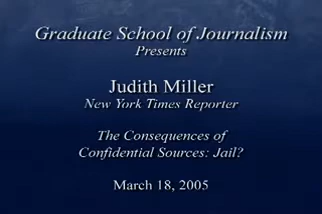 Graduate School of Journalism
Presents
Judith Miller
New York Times Reporter
The Consequences of
Confidential Sources: Jail?
March 18, 2005